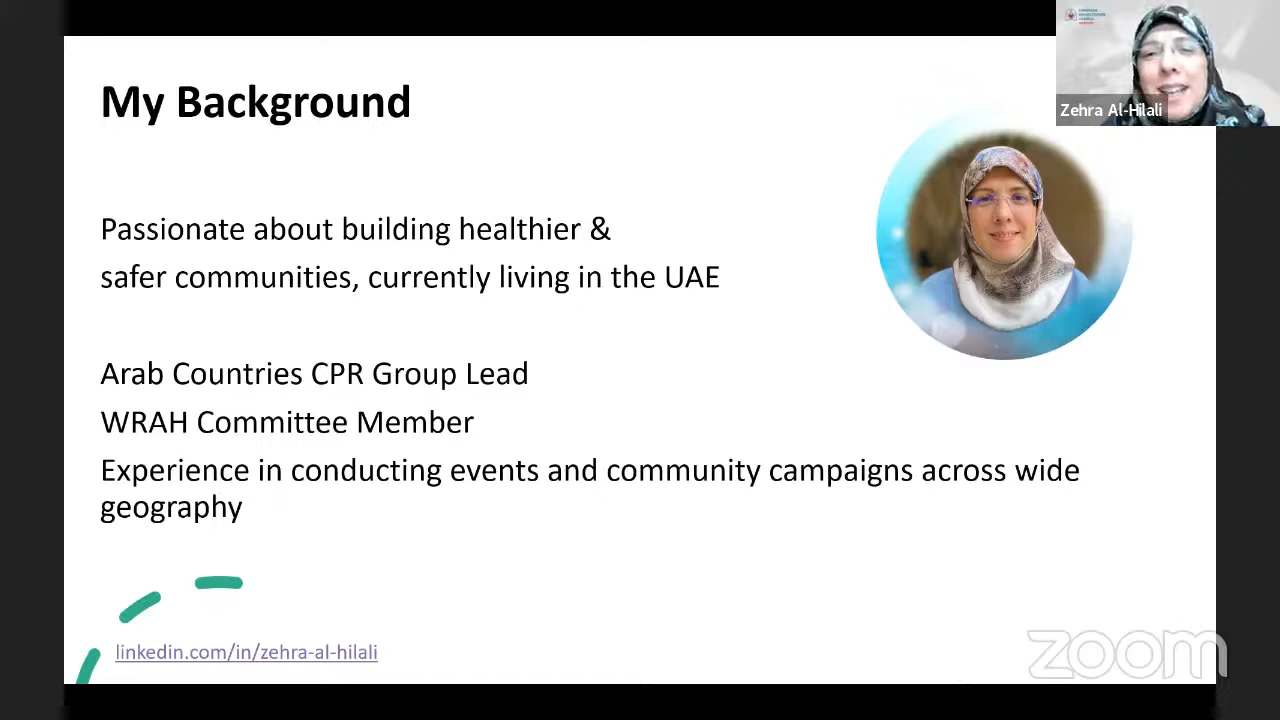 My Background
Zehra Al-Hilali
Passionate about building healthier &
safer communities, currently living in the UAE
Arab Countries CPR Group Lead
WRAH Committee Member
Experience in conducting events and community campaigns across wide
geography
linkedin.com/in/zehra-al-hilali
zoom